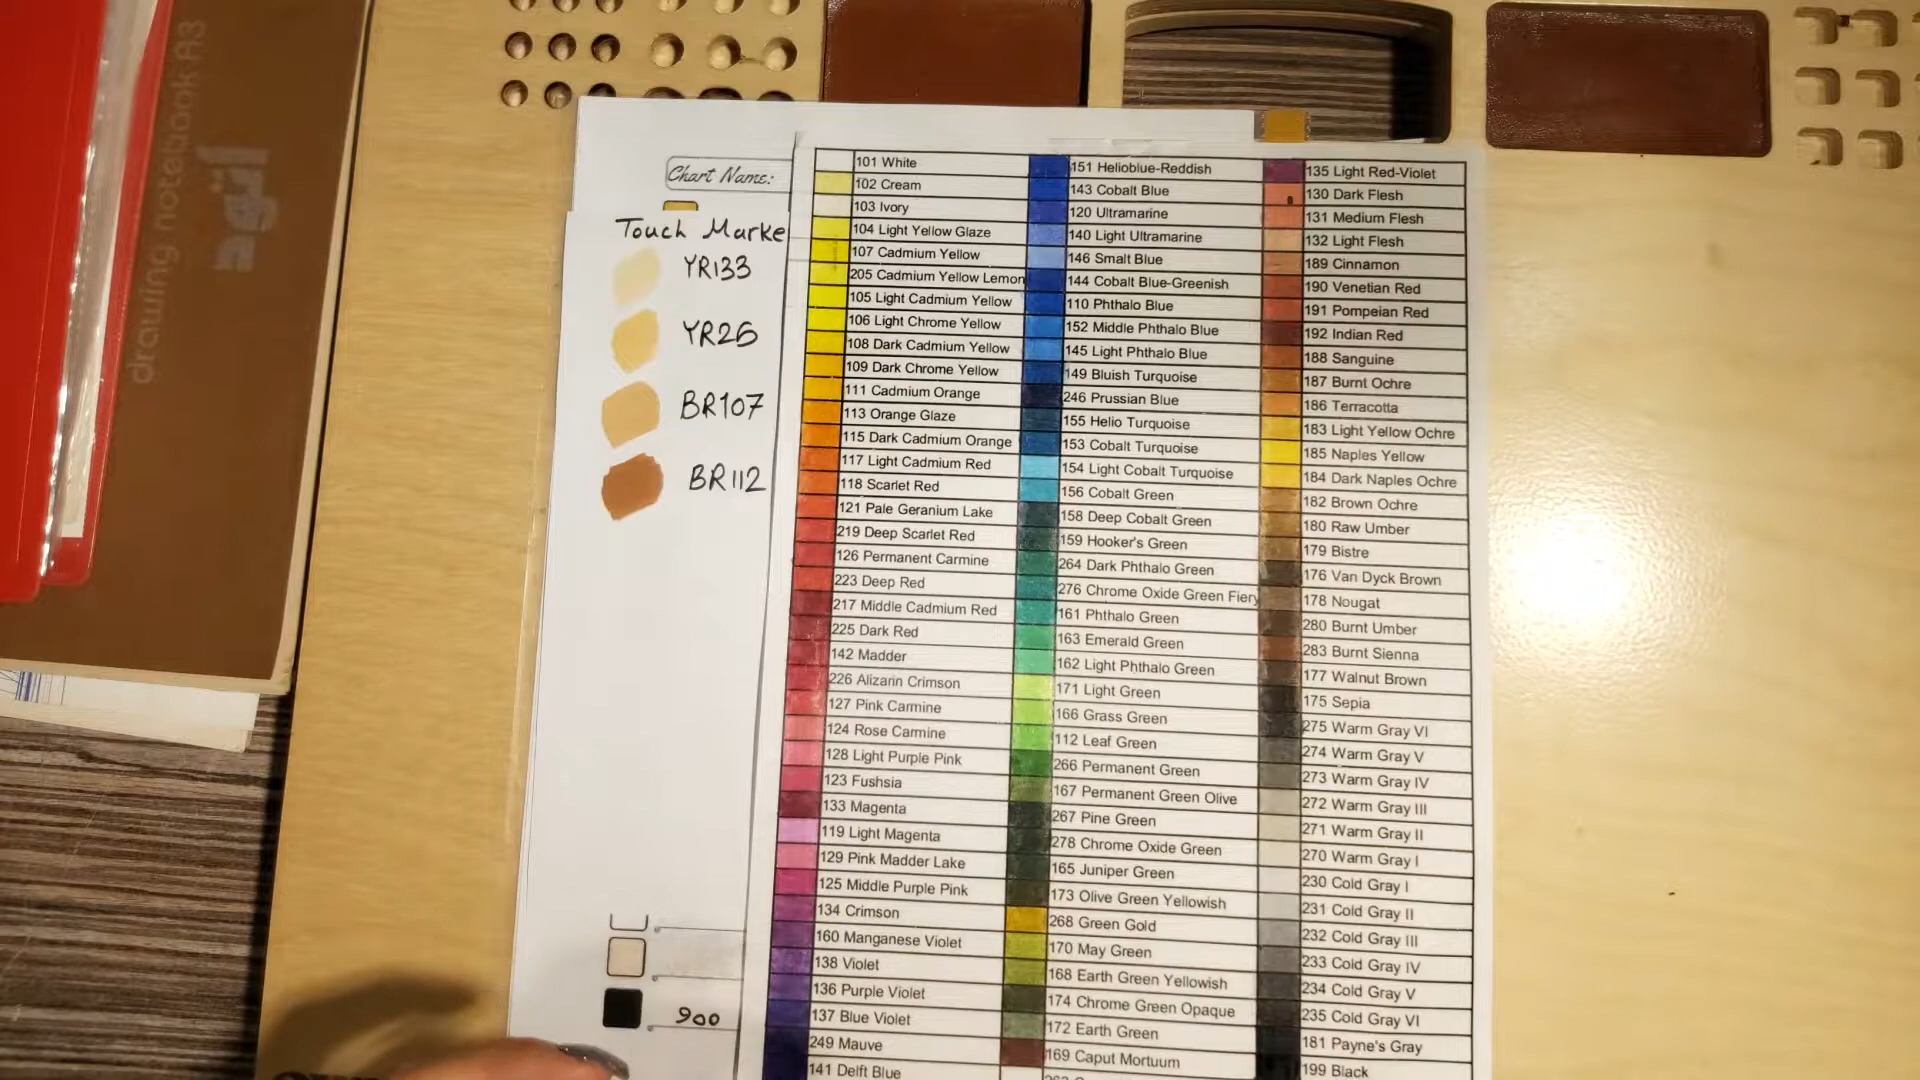 drawing notebook A3
Chart Name:
Touch Marke
YR133
YR26
BR107
BR112
900
101 White
102 Cream
103 Ivory
104 Light Yellow Glaze
107 Cadmium Yellow
205 Cadmium Yellow Lemon
105 Light Cadmium Yellow
106 Light Chrome Yellow
108 Dark Cadmium Yellow
109 Dark Chrome Yellow
111 Cadmium Orange
113 Orange Glaze
115 Dark Cadmium Orange
117 Light Cadmium Red
118 Scarlet Red
121 Pale Geranium Lake
219 Deep Scarlet Red
126 Permanent Carmine
223 Deep Red
217 Middle Cadmium Red
225 Dark Red
142 Madder
226 Alizarin Crimson
127 Pink Carmine
124 Rose Carmine
128 Light Purple Pink
123 Fushsia
133 Magenta
119 Light Magenta
129 Pink Madder Lake
125 Middle Purple Pink
134 Crimson
160 Manganese Violet
138 Violet
136 Purple Violet
137 Blue Violet
249 Mauve
141 Delft Blue
151 Helioblue-Reddish
143 Cobalt Blue
120 Ultramarine
140 Light Ultramarine
146 Smalt Blue
144 Cobalt Blue-Greenish
110 Phthalo Blue
152 Middle Phthalo Blue
145 Light Phthalo Blue
149 Bluish Turquoise
246 Prussian Blue
155 Helio Turquoise
153 Cobalt Turquoise
154 Light Cobalt Turquoise
156 Cobalt Green
158 Deep Cobalt Green
159 Hooker's Green
264 Dark Phthalo Green
276 Chrome Oxide Green Fiery
161 Phthalo Green
163 Emerald Green
162 Light Phthalo Green
171 Light Green
166 Grass Green
112 Leaf Green
266 Permanent Green
167 Permanent Green Olive
267 Pine Green
278 Chrome Oxide Green
165 Juniper Green
173 Olive Green Yellowish
268 Green Gold
170 May Green
168 Earth Green Yellowish
174 Chrome Green Opaque
172 Earth Green
169 Caput Mortuum
135 Light Red-Violet
130 Dark Flesh
131 Medium Flesh
132 Light Flesh
189 Cinnamon
190 Venetian Red
191 Pompeian Red
192 Indian Red
188 Sanguine
187 Burnt Ochre
186 Terracotta
183 Light Yellow Ochre
185 Naples Yellow
184 Dark Naples Ochre
182 Brown Ochre
180 Raw Umber
179 Bistre
176 Van Dyck Brown
178 Nougat
280 Burnt Umber
283 Burnt Sienna
177 Walnut Brown
175 Sepia
275 Warm Gray VI
274 Warm Gray V
273 Warm Gray IV
272 Warm Gray III
271 Warm Gray II
270 Warm Gray I
230 Cold Gray I
231 Cold Gray II
232 Cold Gray III
233 Cold Gray IV
234 Cold Gray V
235 Cold Gray VI
181 Payne's Gray
199 Black